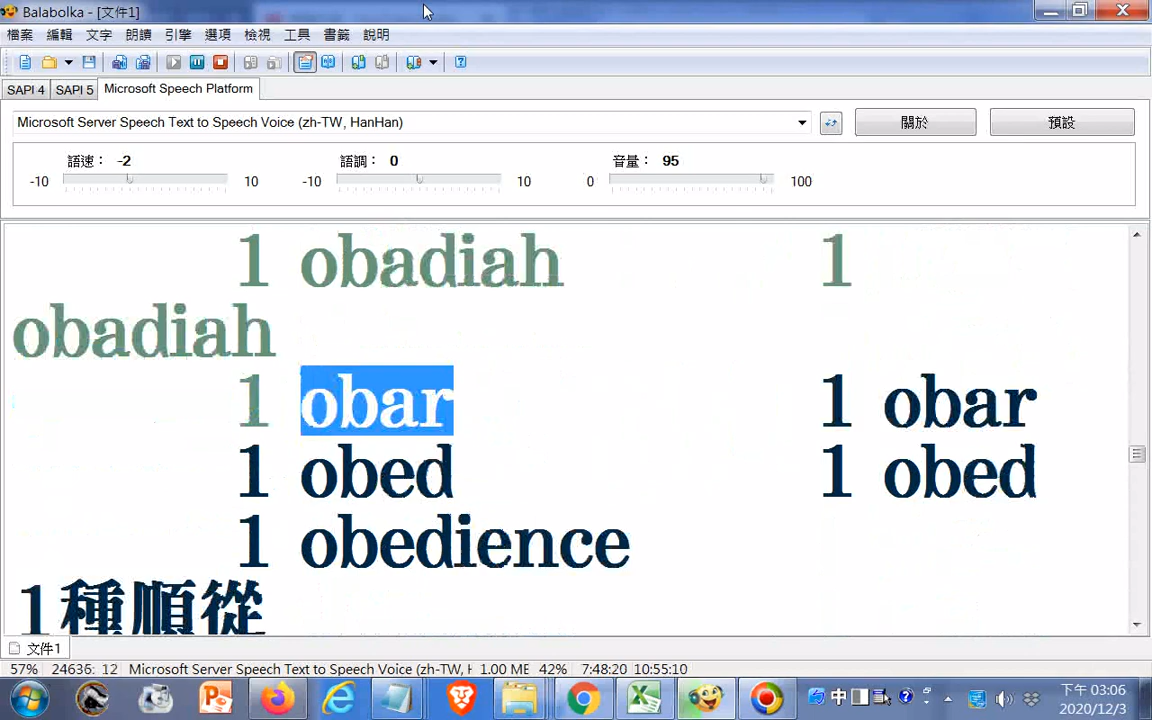 Balabolka - [文件1]
檔案 編輯 文字 朗讀 引擎 選項 檢視 工具 書籤 說明
SAPI 4 SAPI 5 Microsoft Speech Platform
Microsoft Server Speech Text to Speech Voice (zh-TW, HanHan) 關於 預設
語速： -2 語調： 0 音量： 95
-10 10 -10 10 0 100
1 obadiah 1
obadiah
1 obar 1 obar
1 obed 1 obed
1 obedience
1種順從
文件1
57% 24636: 12 Microsoft Server Speech Text to Speech Voice (zh-TW, H 1.00 ME 42% 7:48:20 10:55:10
中 下午 03:06
2020/12/3